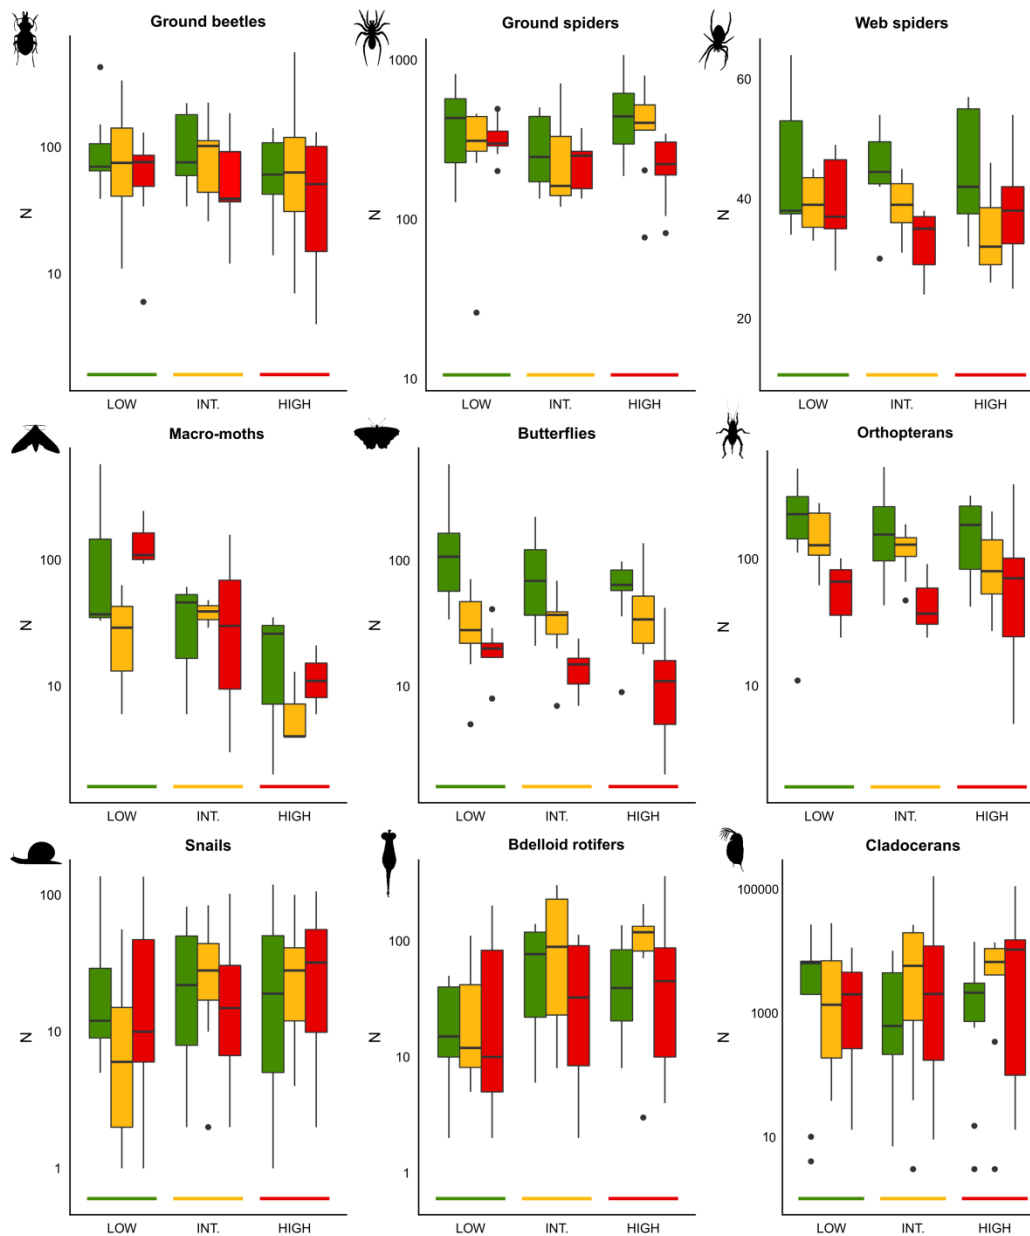 Ground beetles
100
10
N
LOW INT. HIGH
Ground spiders
1000
100
10
N
LOW INT. HIGH
Web spiders
60
40
20
N
LOW INT. HIGH
Macro-moths
100
10
N
LOW INT. HIGH
Butterflies
100
10
N
LOW INT. HIGH
Orthopterans
100
10
N
LOW INT. HIGH
Snails
100
10
1
N
LOW INT. HIGH
Bdelloid rotifers
100
10
1
N
LOW INT. HIGH
Cladocerans
100000
1000
10
N
LOW INT. HIGH